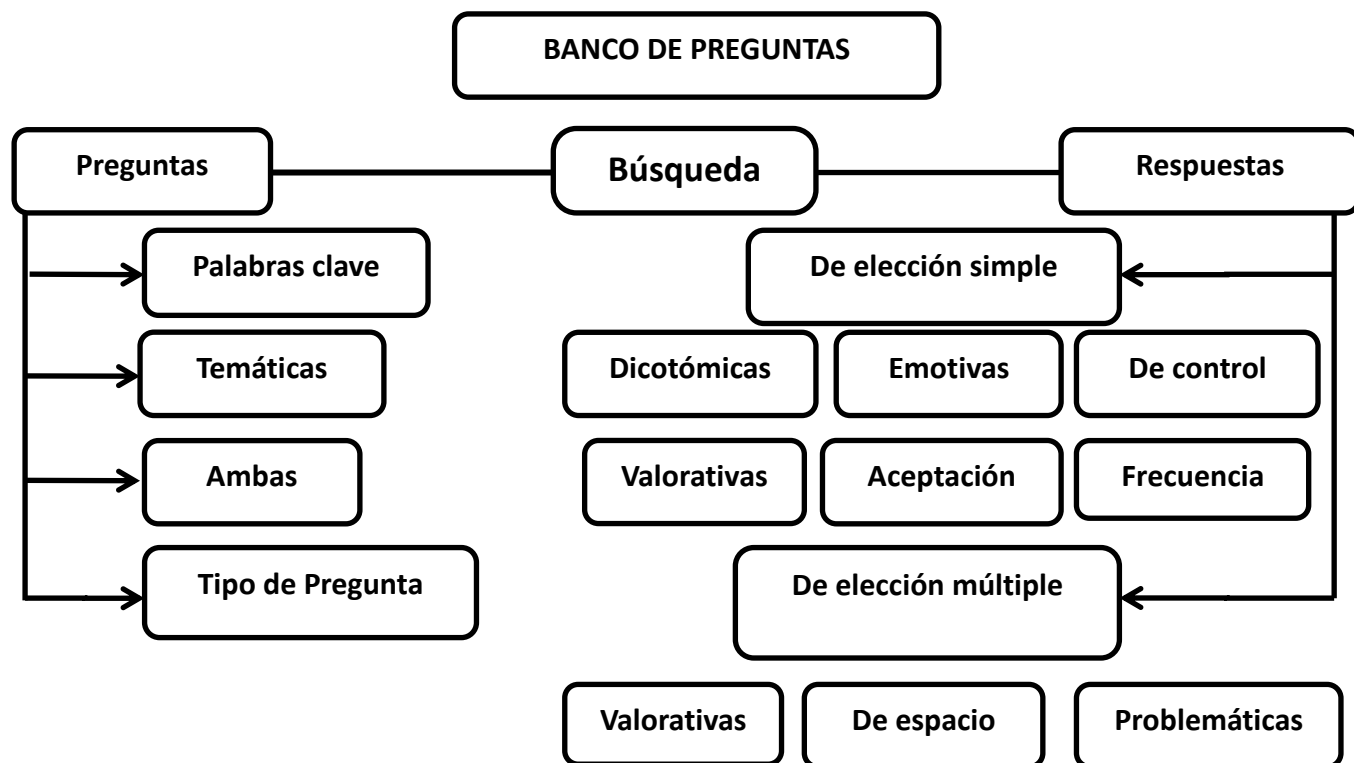 BANCO DE PREGUNTAS
Preguntas
Búsqueda
Respuestas
Palabras clave
De elección simple
Temáticas
Dicotómicas
Emotivas
De control
Ambas
Valorativas
Aceptación
Frecuencia
Tipo de Pregunta
De elección múltiple
Valorativas
De espacio
Problemáticas